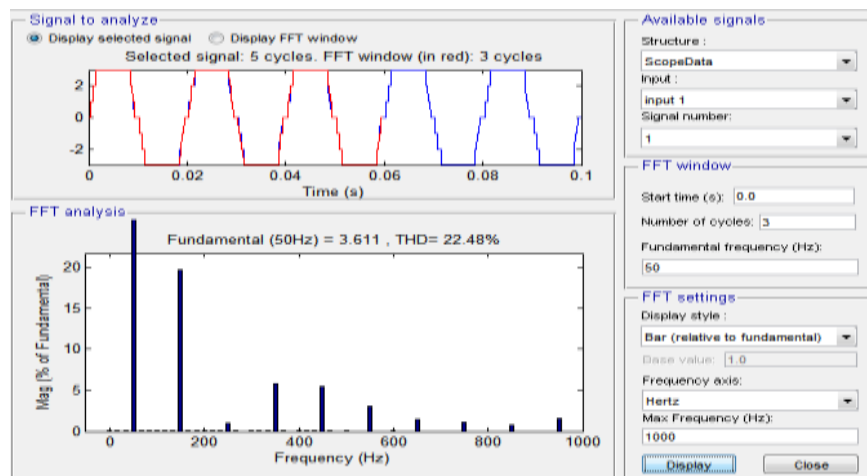 Signal to analyze
Display selected signal Display FFT window
Selected signal: 5 cycles. FFT window (in red): 3 cycles
2
0
-2
0 0.02 0.04 0.06 0.08 0.1
Time (s)
FFT analysis
Fundamental (50Hz) = 3.611 , THD= 22.48%
20
15
10
5
0
Mag (% of Fundamental)
0 200 400 600 800 1000
Frequency (Hz)
Available signals
Structure :
ScopeData
Input :
input 1
Signal number:
1
FFT window
Start time (s): 0.0
Number of cycles: 3
Fundamental frequency (Hz):
50
FFT settings
Display style :
Bar (relative to fundamental)
Base value: 1.0
Frequency axis:
Hertz
Max Frequency (Hz):
1000
Display Close